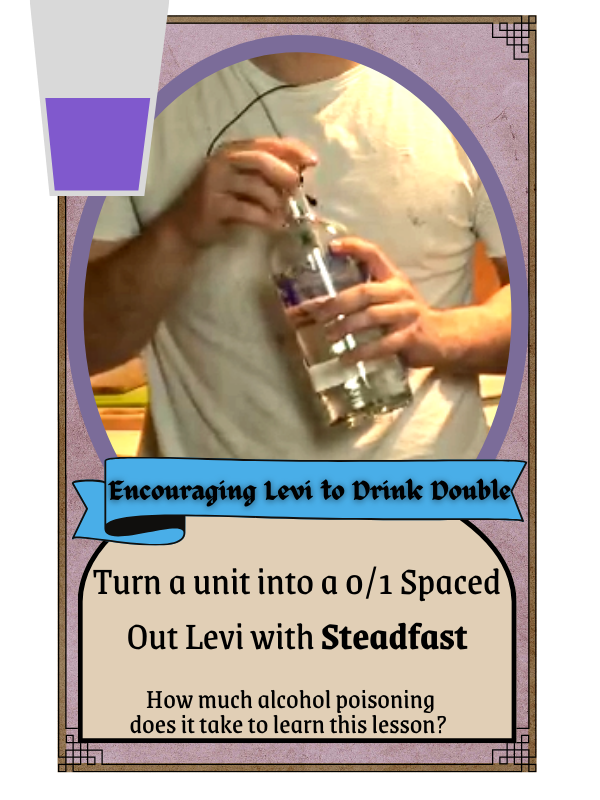 Encouraging Levi to Drink Double
Turn a unit into a 0/1 Spaced
Out Levi with Steadfast
How much alcohol poisoning
does it take to learn this lesson?